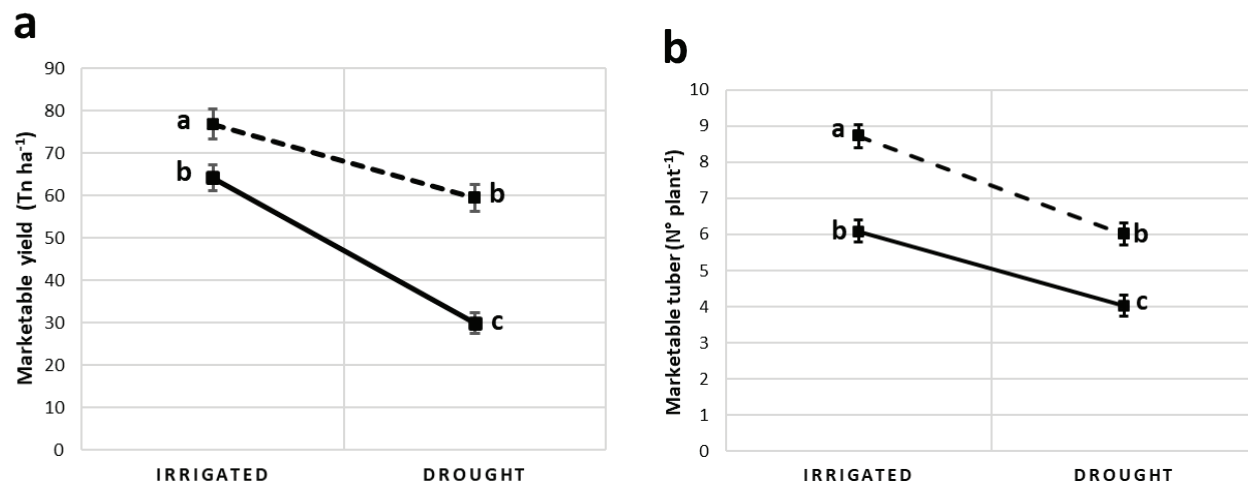 a
Marketable yield (Tn ha⁻¹)
90
80
70
60
50
40
30
20
10
0
a
b
b
c
IRRIGATED
DROUGHT
b
Marketable tuber (N° plant⁻¹)
10
9
8
7
6
5
4
3
2
1
0
a
b
b
c
IRRIGATED
DROUGHT